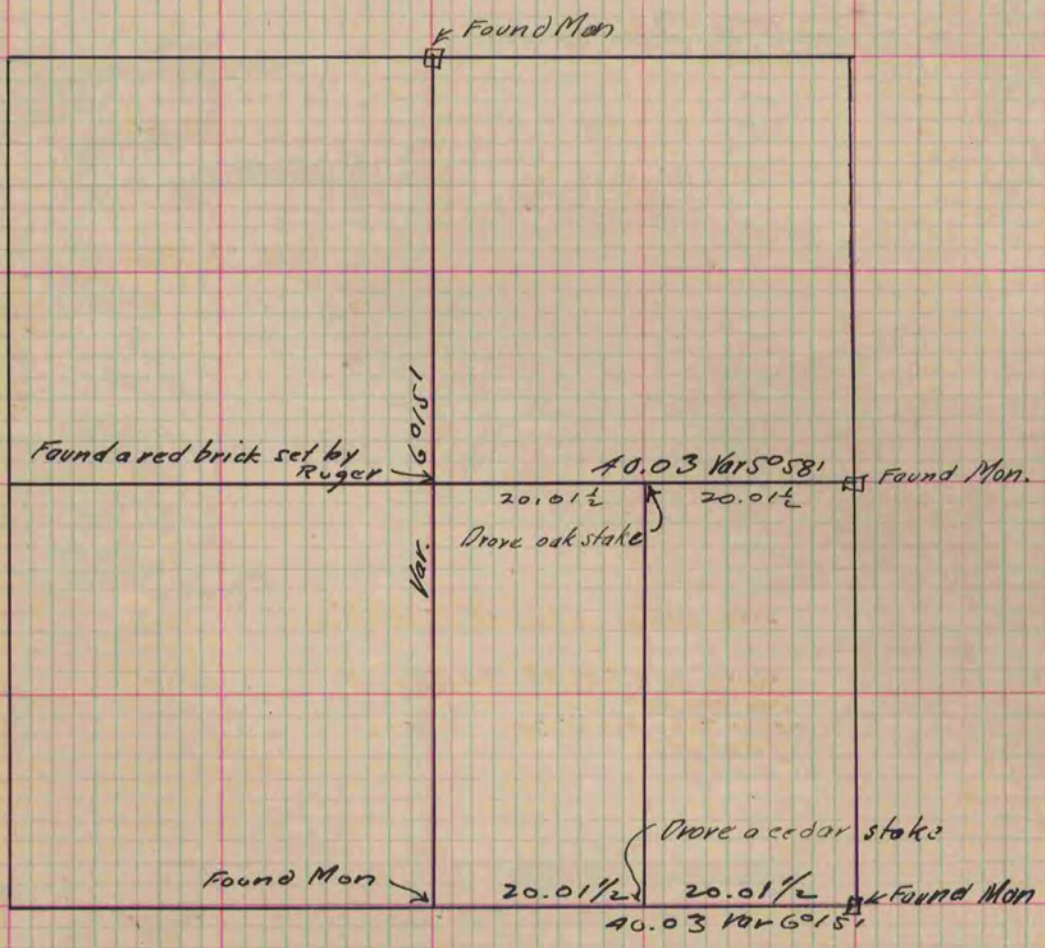 Found Mon
Var. 6°15'
Found a red brick set by
Ruger
40.03 Var 5°58'
Found Mon.
20.01½
20.01½
Drove oak stake
Drove a cedar stake
Found Mon
20.01½
20.01½
Found Mon
40.03 Var 6°15'